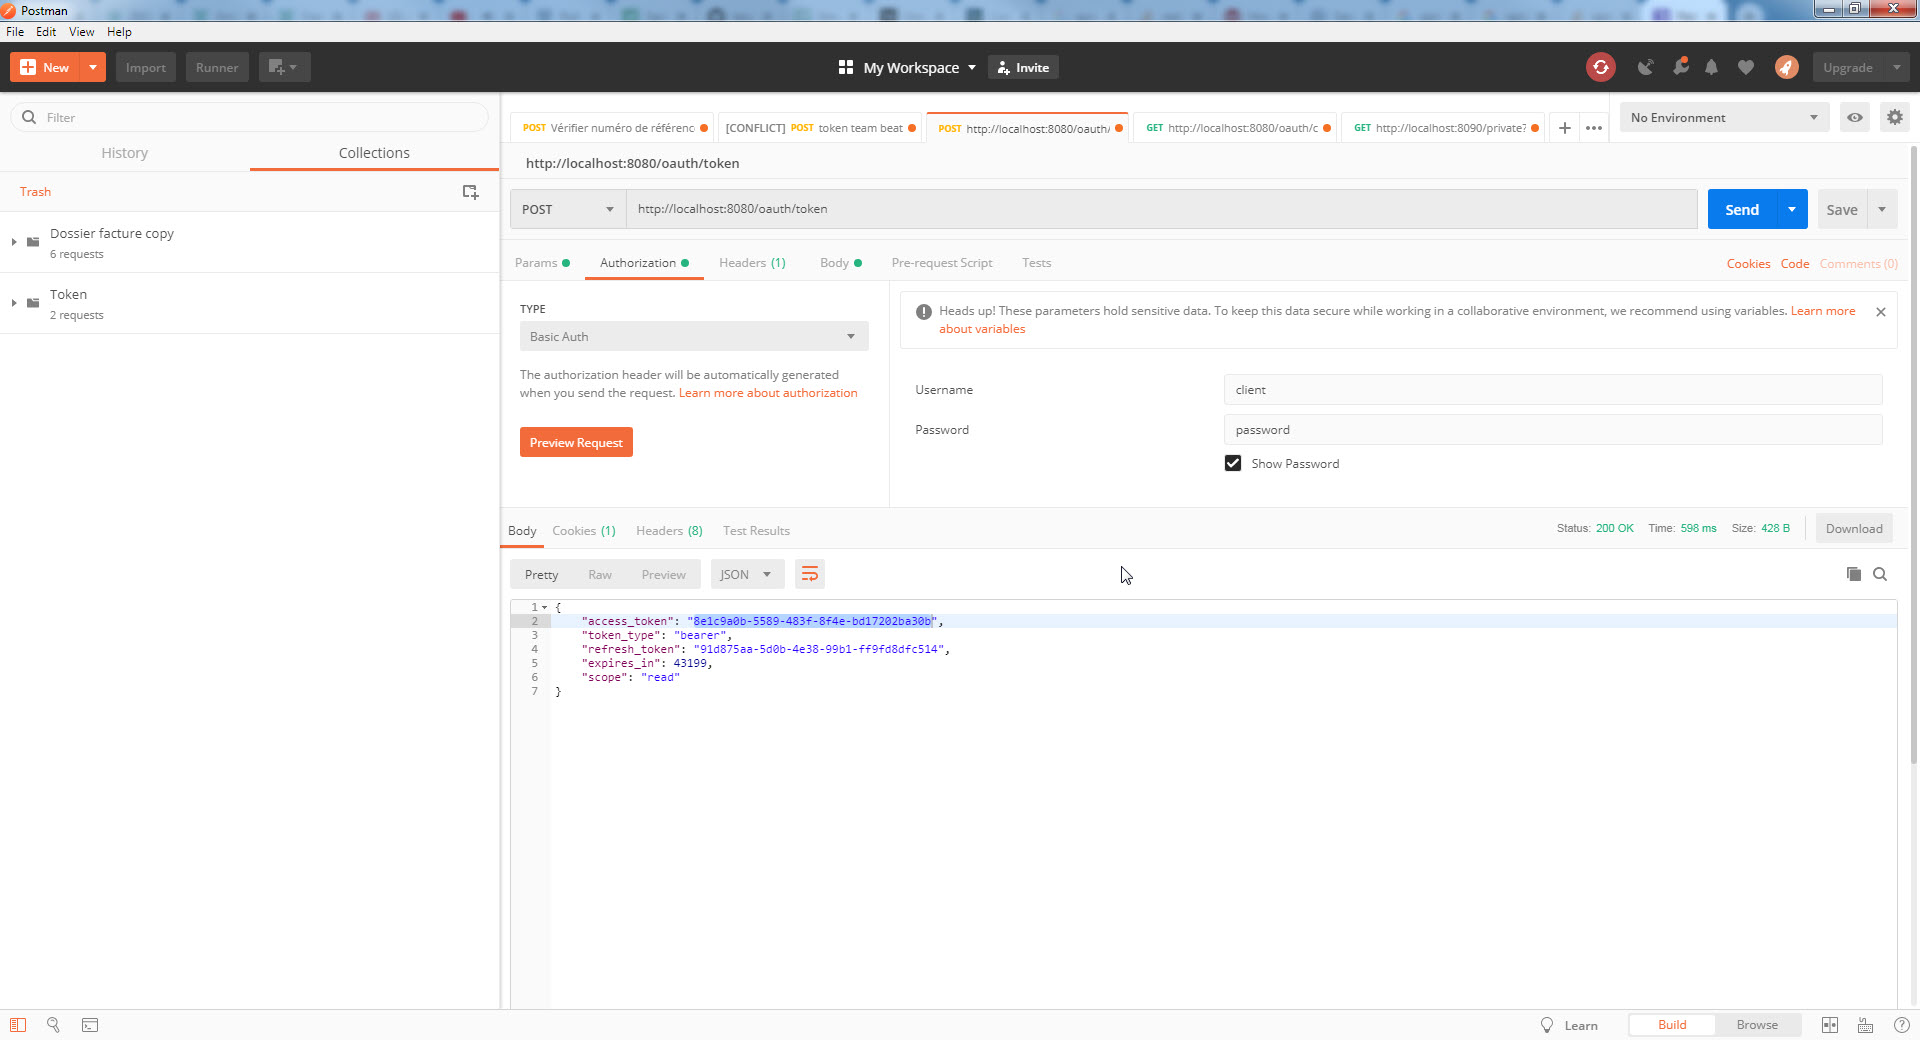 Postman
File Edit View Help
New Import Runner My Workspace Invite Upgrade
Filter
History Collections
Trash
Dossier facture copy
6 requests
Token
2 requests
POST Vérifier numéro de référenc [CONFLICT] POST token team beat POST http://localhost:8080/oauth/ GET http://localhost:8080/oauth/c GET http://localhost:8090/private? No Environment
http://localhost:8080/oauth/token
POST http://localhost:8080/oauth/token Send Save
Params Authorization Headers (1) Body Pre-request Script Tests Cookies Code Comments (0)
TYPE
Basic Auth
The authorization header will be automatically generated
when you send the request. Learn more about authorization
Preview Request
Heads up! These parameters hold sensitive data. To keep this data secure while working in a collaborative environment, we recommend using variables. Learn more
about variables
Username client
Password password
Show Password
Body Cookies (1) Headers (8) Test Results Status: 200 OK Time: 598 ms Size: 428 B Download
Pretty Raw Preview JSON
1 {
2 "access_token": "8e1c9a0b-5589-483f-8f4e-bd17202ba30b",
3 "token_type": "bearer",
4 "refresh_token": "91d875aa-5d0b-4e38-99b1-ff9fd8dfc514",
5 "expires_in": 43199,
6 "scope": "read"
7 }
Learn Build Browse